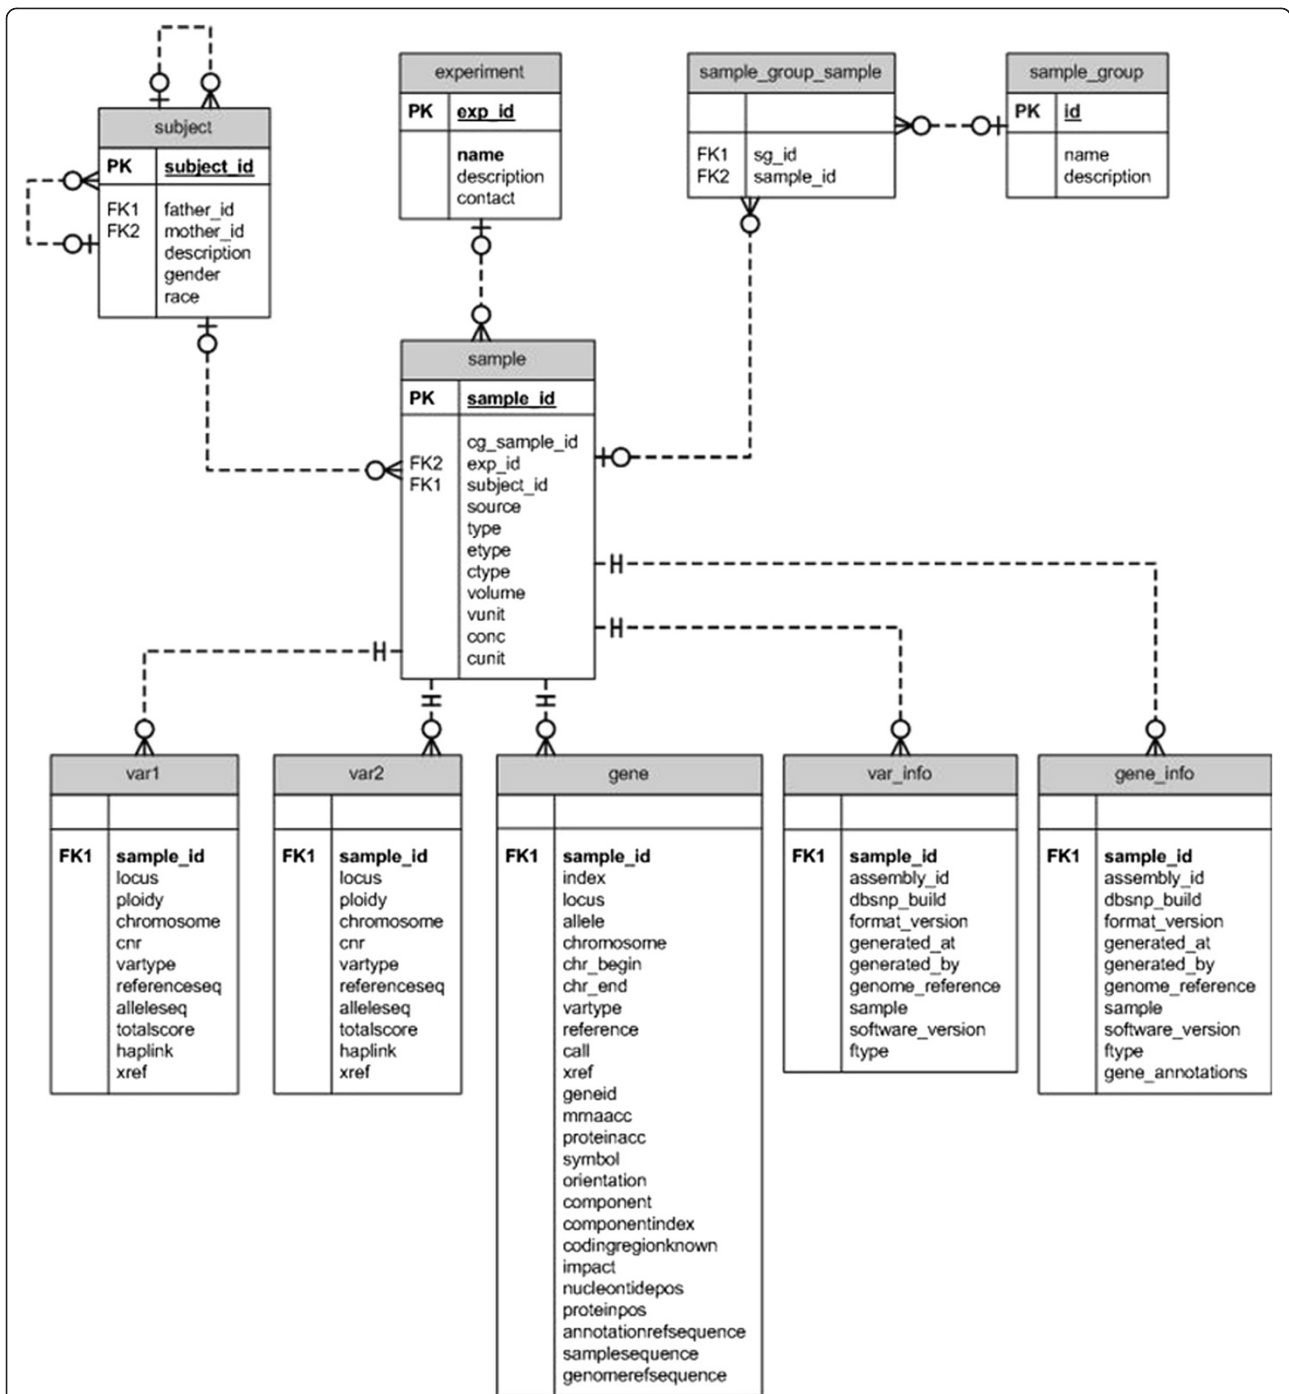 subject
PK subject_id
FK1 father_id
FK2 mother_id
description
gender
race
experiment
PK exp_id
name
description
contact
sample_group_sample
FK1 sg_id
FK2 sample_id
sample_group
PK id
name
description
sample
PK sample_id
cg_sample_id
FK2 exp_id
FK1 subject_id
source
type
etype
ctype
volume
vunit
conc
cunit
var1
FK1 sample_id
locus
ploidy
chromosome
cnr
vartype
referenceseq
alleleseq
totalscore
haplink
xref
var2
FK1 sample_id
locus
ploidy
chromosome
cnr
vartype
referenceseq
alleleseq
totalscore
haplink
xref
gene
FK1 sample_id
index
locus
allele
chromosome
chr_begin
chr_end
vartype
reference
call
xref
geneid
mrnaacc
proteinacc
symbol
orientation
component
componentindex
codingregionknown
impact
nucleontidepos
proteinpos
annotationrefsequence
samplesequence
genomerefsequence
var_info
FK1 sample_id
assembly_id
dbsnp_build
format_version
generated_at
generated_by
genome_reference
sample
software_version
ftype
gene_info
FK1 sample_id
assembly_id
dbsnp_build
format_version
generated_at
generated_by
genome_reference
sample
software_version
ftype
gene_annotations